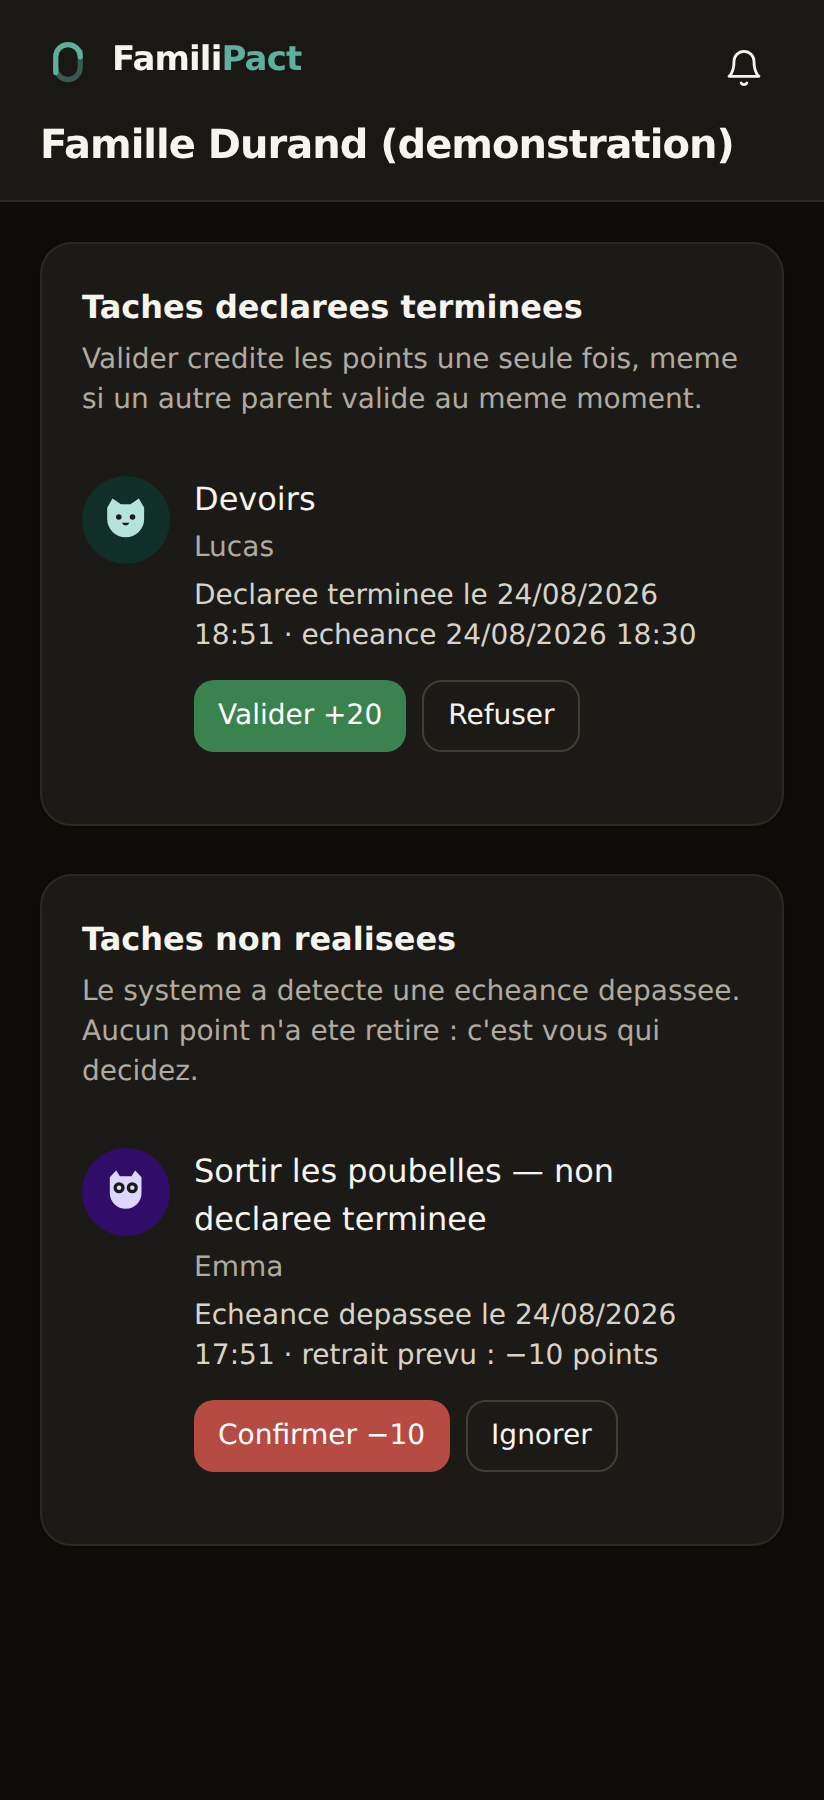 FamiliPact
Famille Durand (demonstration)
Taches declarees terminees
Valider credite les points une seule fois, meme
si un autre parent valide au meme moment.
Devoirs
Lucas
Declaree terminee le 24/08/2026
18:51 · echeance 24/08/2026 18:30
Valider +20
Refuser
Taches non realisees
Le systeme a detecte une echeance depassee.
Aucun point n'a ete retire : c'est vous qui
decidez.
Sortir les poubelles — non
declaree terminee
Emma
Echeance depassee le 24/08/2026
17:51 · retrait prevu : −10 points
Confirmer −10
Ignorer